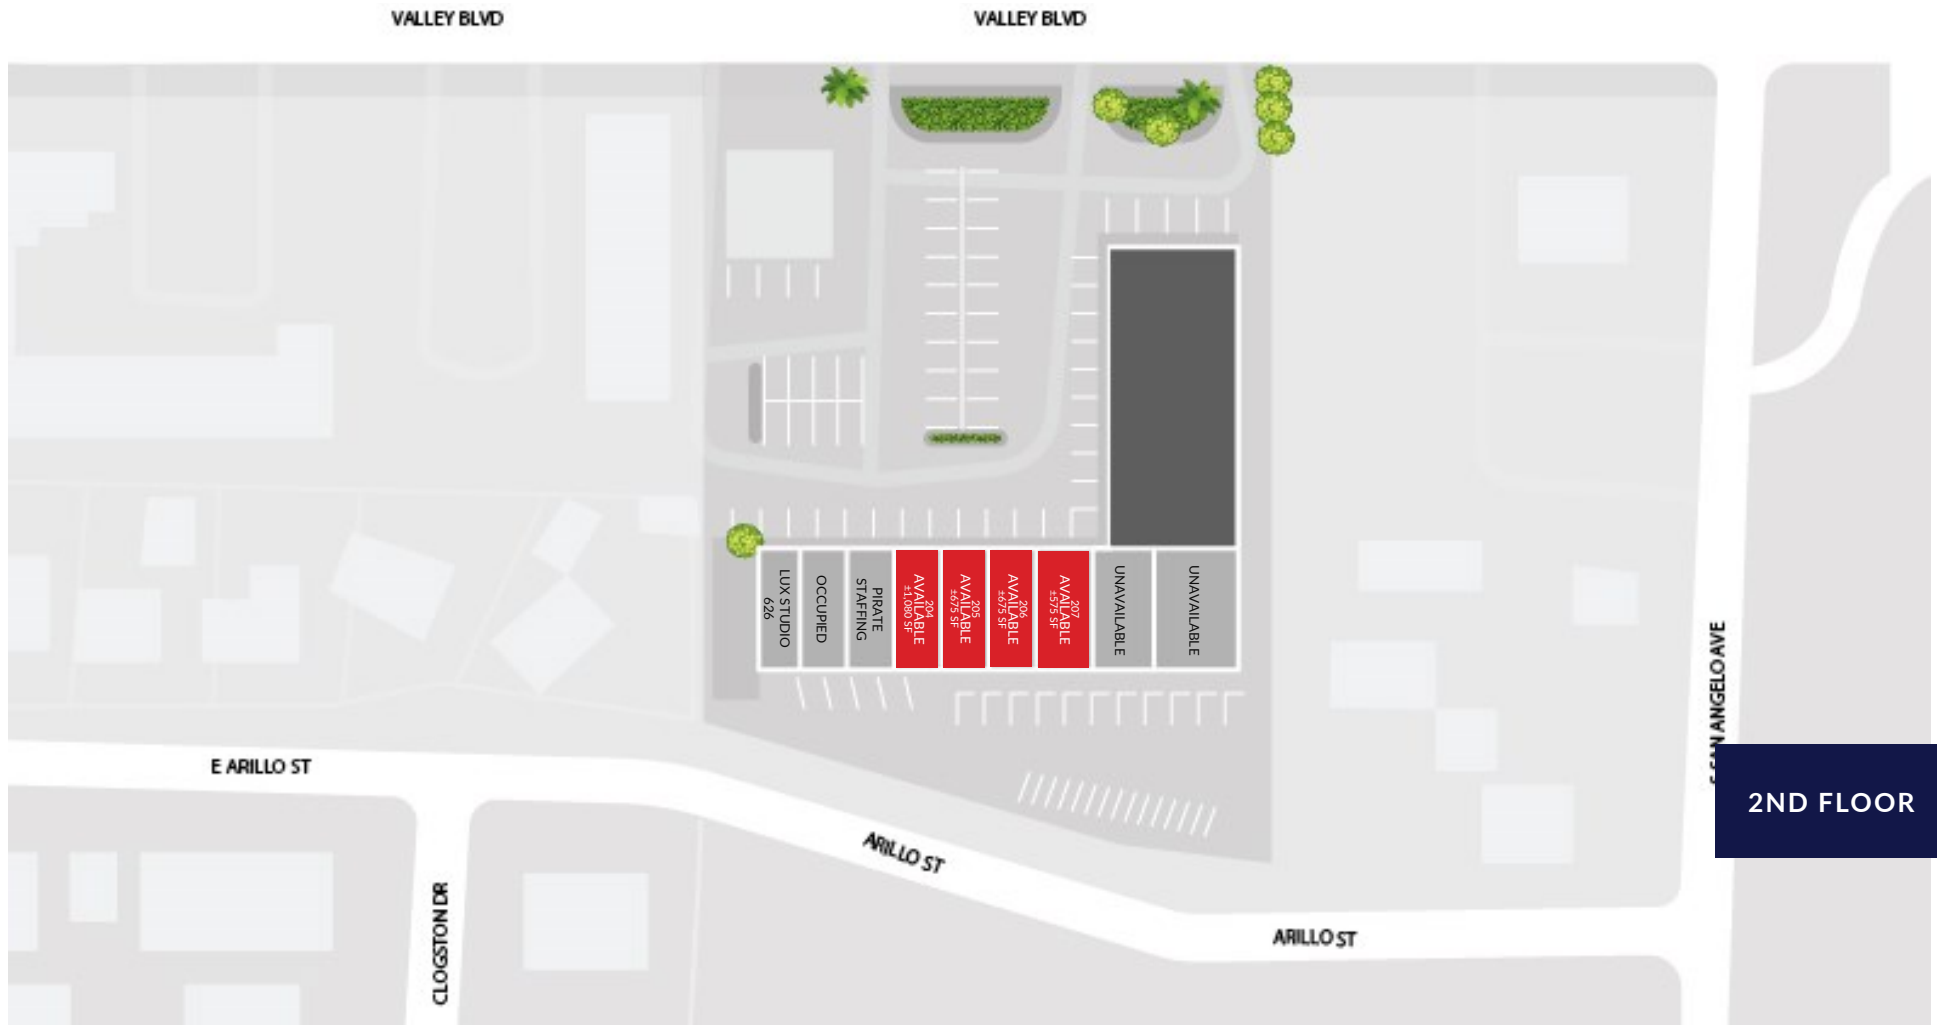 VALLEY BLVD
VALLEY BLVD
LUX STUDIO
626
OCCUPIED
PIRATE
STAFFING
204
AVAILABLE
±1,080 SF
205
AVAILABLE
±675 SF
206
AVAILABLE
±675 SF
207
AVAILABLE
±575 SF
UNAVAILABLE
UNAVAILABLE
S SAN ANGELO AVE
2ND FLOOR
E ARILLO ST
ARILLO ST
ARILLO ST
CLOGSTON DR